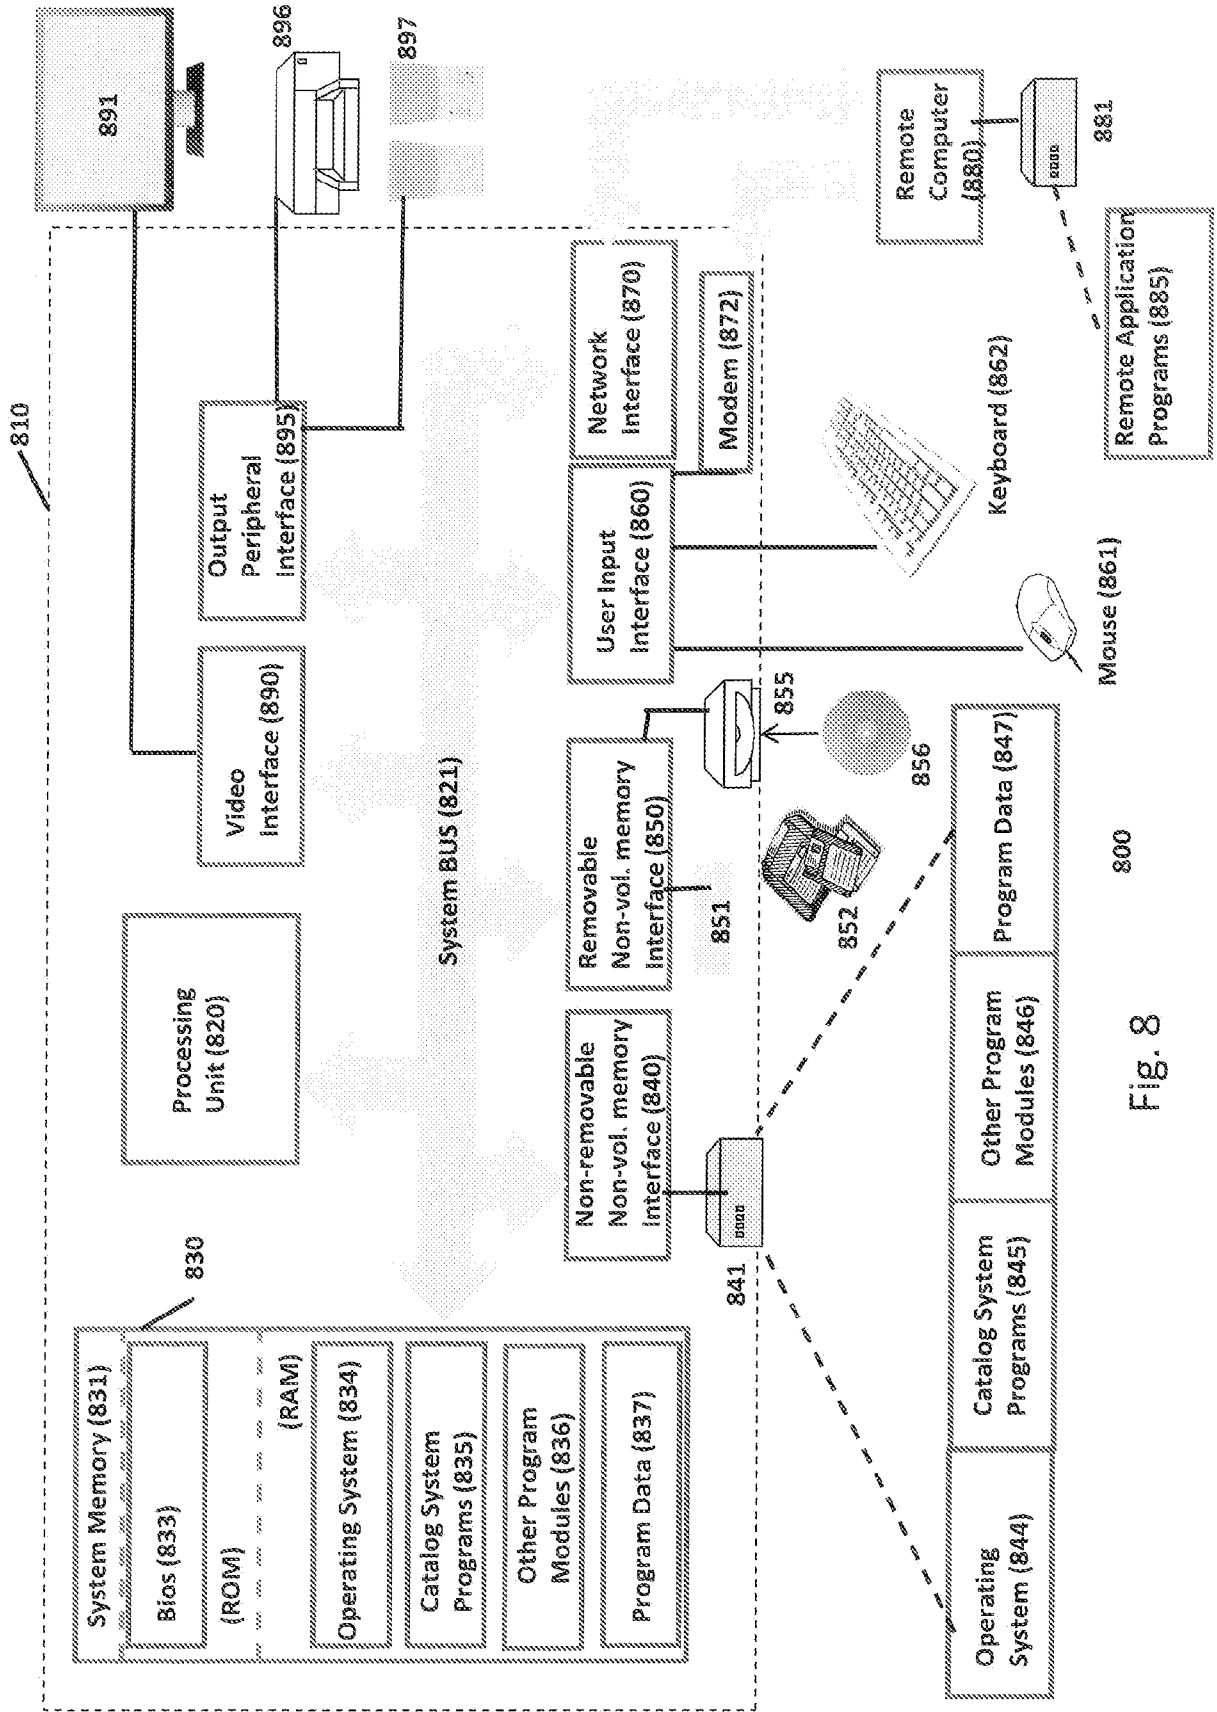 810
System Memory (831)
830
Bios (833)
(ROM)
(RAM)
Operating System (834)
Catalog System
Programs (835)
Other Program
Modules (836)
Program Data (837)
Processing
Unit (820)
Video
Interface (890)
Output
Peripheral
Interface (895)
891
896
897
System BUS (821)
Non-removable
Non-vol. memory
Interface (840)
Removable
Non-vol. memory
Interface (850)
User Input
Interface (860)
Network
Interface (870)
Modem (872)
841
851
852
855
856
Keyboard (862)
Mouse (861)
Remote
Computer
(880)
881
Remote Application
Programs (885)
Operating
System (844)
Catalog System
Programs (845)
Other Program
Modules (846)
Program Data (847)
800
Fig. 8